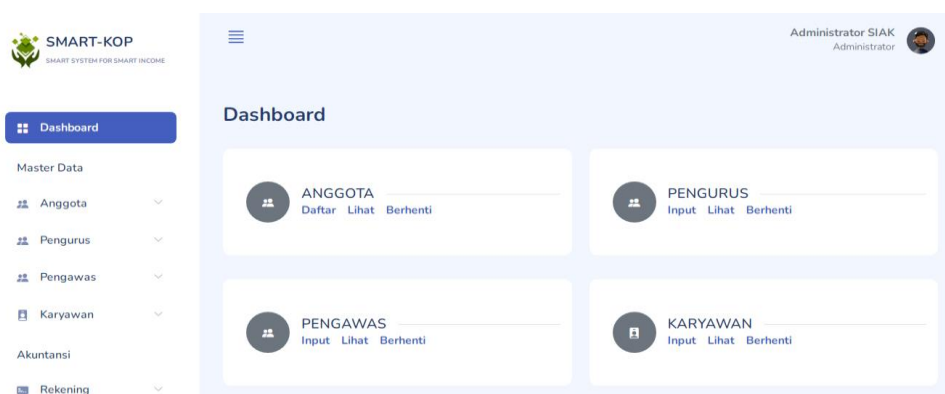 SMART-KOP
SMART SYSTEM FOR SMART INCOME
Dashboard
Master Data
Anggota
Pengurus
Pengawas
Karyawan
Akuntansi
Rekening
Administrator SIAK
Administrator
Dashboard
ANGGOTA
Daftar Lihat Berhenti
PENGURUS
Input Lihat Berhenti
PENGAWAS
Input Lihat Berhenti
KARYAWAN
Input Lihat Berhenti